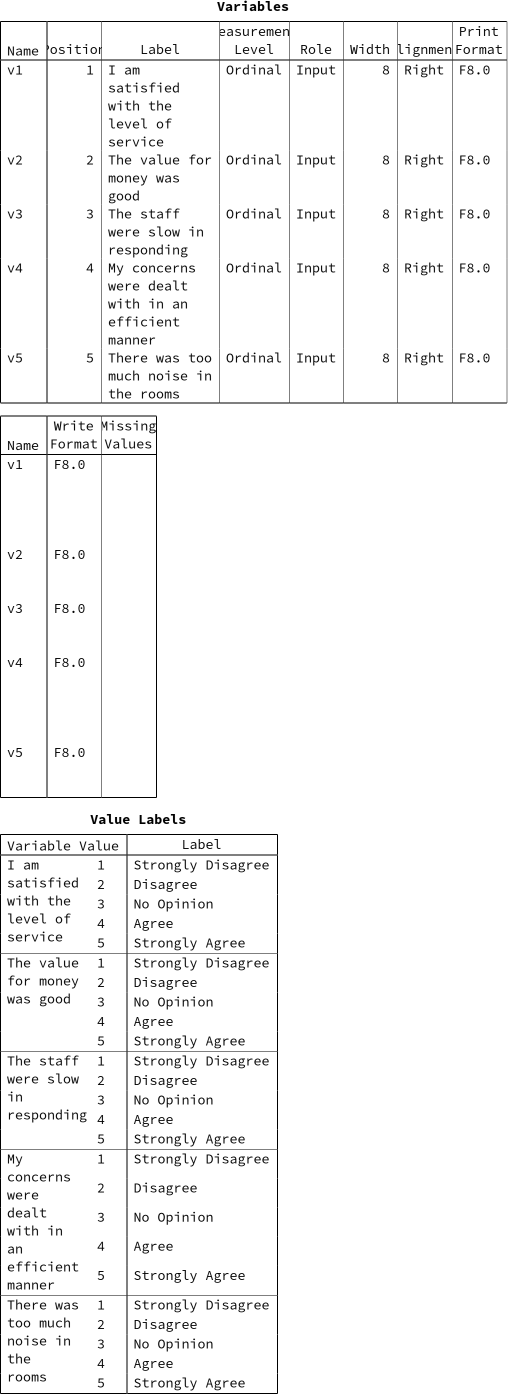 Variables
easuremen Print
Name Position Label Level Role Width lignmen Format
v1 1 I am Ordinal Input 8 Right F8.0
satisfied
with the
level of
service
v2 2 The value for Ordinal Input 8 Right F8.0
money was
good
v3 3 The staff Ordinal Input 8 Right F8.0
were slow in
responding
v4 4 My concerns Ordinal Input 8 Right F8.0
were dealt
with in an
efficient
manner
v5 5 There was too Ordinal Input 8 Right F8.0
much noise in
the rooms
Write Missing
Name Format Values
v1 F8.0
v2 F8.0
v3 F8.0
v4 F8.0
v5 F8.0
Value Labels
Variable Value Label
I am 1 Strongly Disagree
satisfied 2 Disagree
with the 3 No Opinion
level of 4 Agree
service 5 Strongly Agree
The value 1 Strongly Disagree
for money 2 Disagree
was good 3 No Opinion
4 Agree
5 Strongly Agree
The staff 1 Strongly Disagree
were slow 2 Disagree
in 3 No Opinion
responding 4 Agree
5 Strongly Agree
My 1 Strongly Disagree
concerns
were 2 Disagree
dealt 3 No Opinion
with in
an 4 Agree
efficient 5 Strongly Agree
manner
There was 1 Strongly Disagree
too much 2 Disagree
noise in 3 No Opinion
the 4 Agree
rooms 5 Strongly Agree